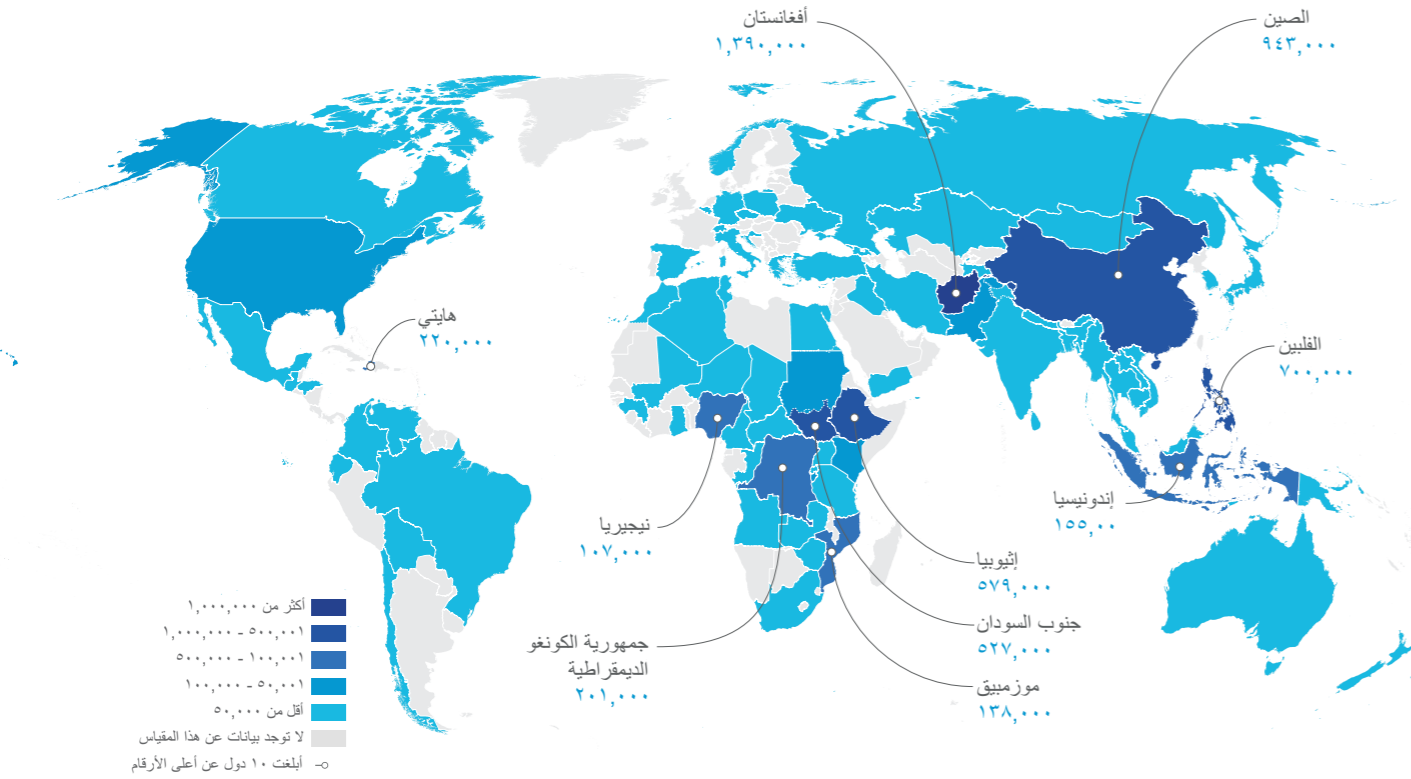 الصين
٩٤٣,٠٠٠
أفغانستان
١,٣٩٠,٠٠٠
هايتي
٢٢٠,٠٠٠
الفلبين
٧٠٠,٠٠٠
إندونيسيا
١٥٥,٠٠
نيجيريا
١٠٧,٠٠٠
إثيوبيا
٥٧٩,٠٠٠
جنوب السودان
٥٢٧,٠٠٠
جمهورية الكونغو
الديمقراطية
٢٠١,٠٠٠
موزمبيق
١٣٨,٠٠٠
أكثر من ١,٠٠٠,٠٠٠
٥٠٠,٠٠١ - ١,٠٠٠,٠٠٠
١٠٠,٠٠١ - ٥٠٠,٠٠٠
٥٠,٠٠١ - ١٠٠,٠٠٠
أقل من ٥٠,٠٠٠
لا توجد بيانات عن هذا المقياس
أبلغت ١٠ دول عن أعلى الأرقام